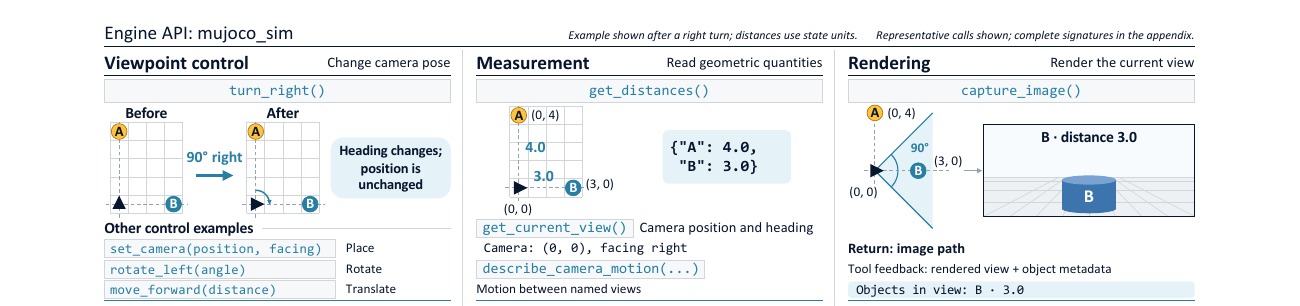 Engine API: mujoco_sim
Example shown after a right turn; distances use state units. Representative calls shown; complete signatures in the appendix.
Viewpoint control Change camera pose
turn_right()
Before After
A
A
90° right
B
B
Heading changes;
position is
unchanged
Other control examples
set_camera(position, facing) Place
rotate_left(angle) Rotate
move_forward(distance) Translate
Measurement Read geometric quantities
get_distances()
A (0, 4)
4.0
3.0
B (3, 0)
(0, 0)
{"A": 4.0,
"B": 3.0}
get_current_view() Camera position and heading
Camera: (0, 0), facing right
describe_camera_motion(...)
Motion between named views
Rendering Render the current view
capture_image()
A (0, 4)
90°
B (3, 0)
(0, 0)
B · distance 3.0
B
Return: image path
Tool feedback: rendered view + object metadata
Objects in view: B · 3.0